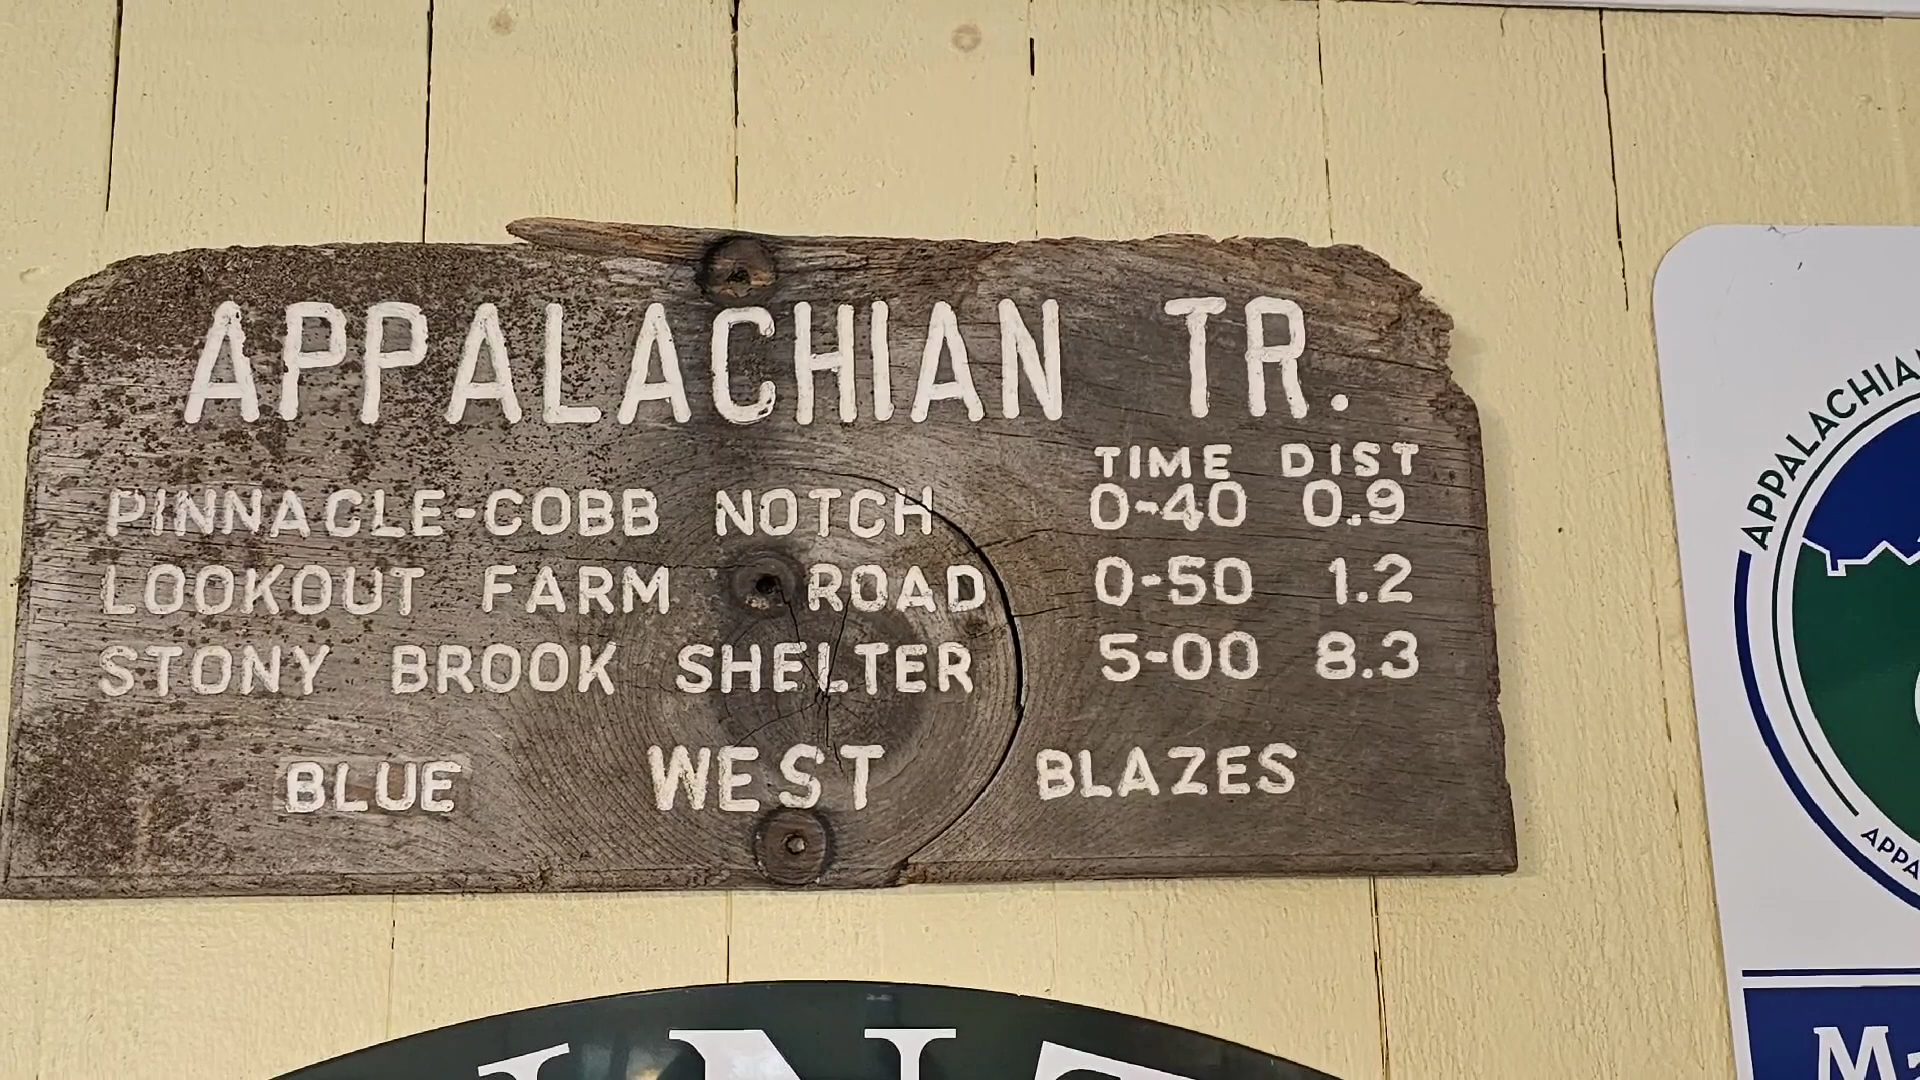 APPALACHIAN TR.
TIME DIST
PINNACLE-COBB NOTCH 0-40 0.9
LOOKOUT FARM ROAD 0-50 1.2
STONY BROOK SHELTER 5-00 8.3
BLUE WEST BLAZES
APPALACHIAN